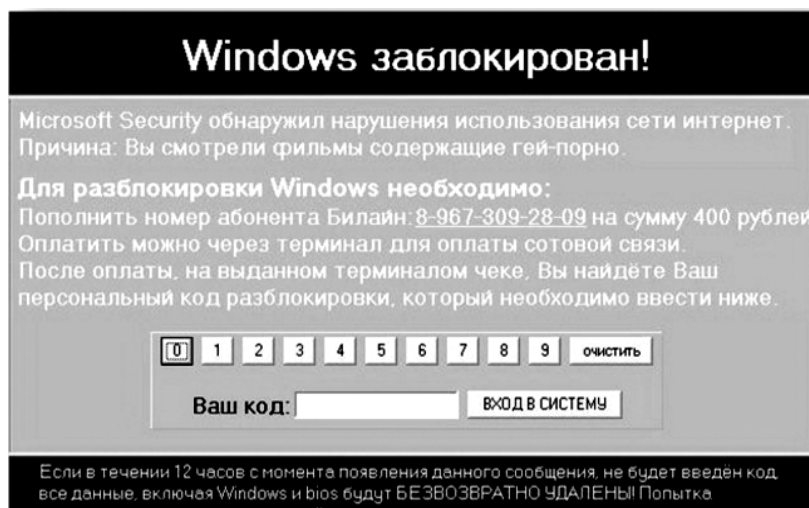 Windows заблокирован!
Microsoft Security обнаружил нарушения использования сети интернет.
Причина: Вы смотрели фильмы содержащие гей-порно.
Для разблокировки Windows необходимо:
Пополнить номер абонента Билайн: 8-967-309-28-09 на сумму 400 рублей
Оплатить можно через терминал для оплаты сотовой связи.
После оплаты, на выданном терминалом чеке, Вы найдёте Ваш
персональный код разблокировки, который необходимо ввести ниже.
0 1 2 3 4 5 6 7 8 9 очистить
Ваш код: ВХОД В СИСТЕМУ
Если в течении 12 часов с момента появления данного сообщения, не будет введён код,
все данные, включая Windows и bios будут БЕЗВОЗВРАТНО УДАЛЕНЫ! Попытка